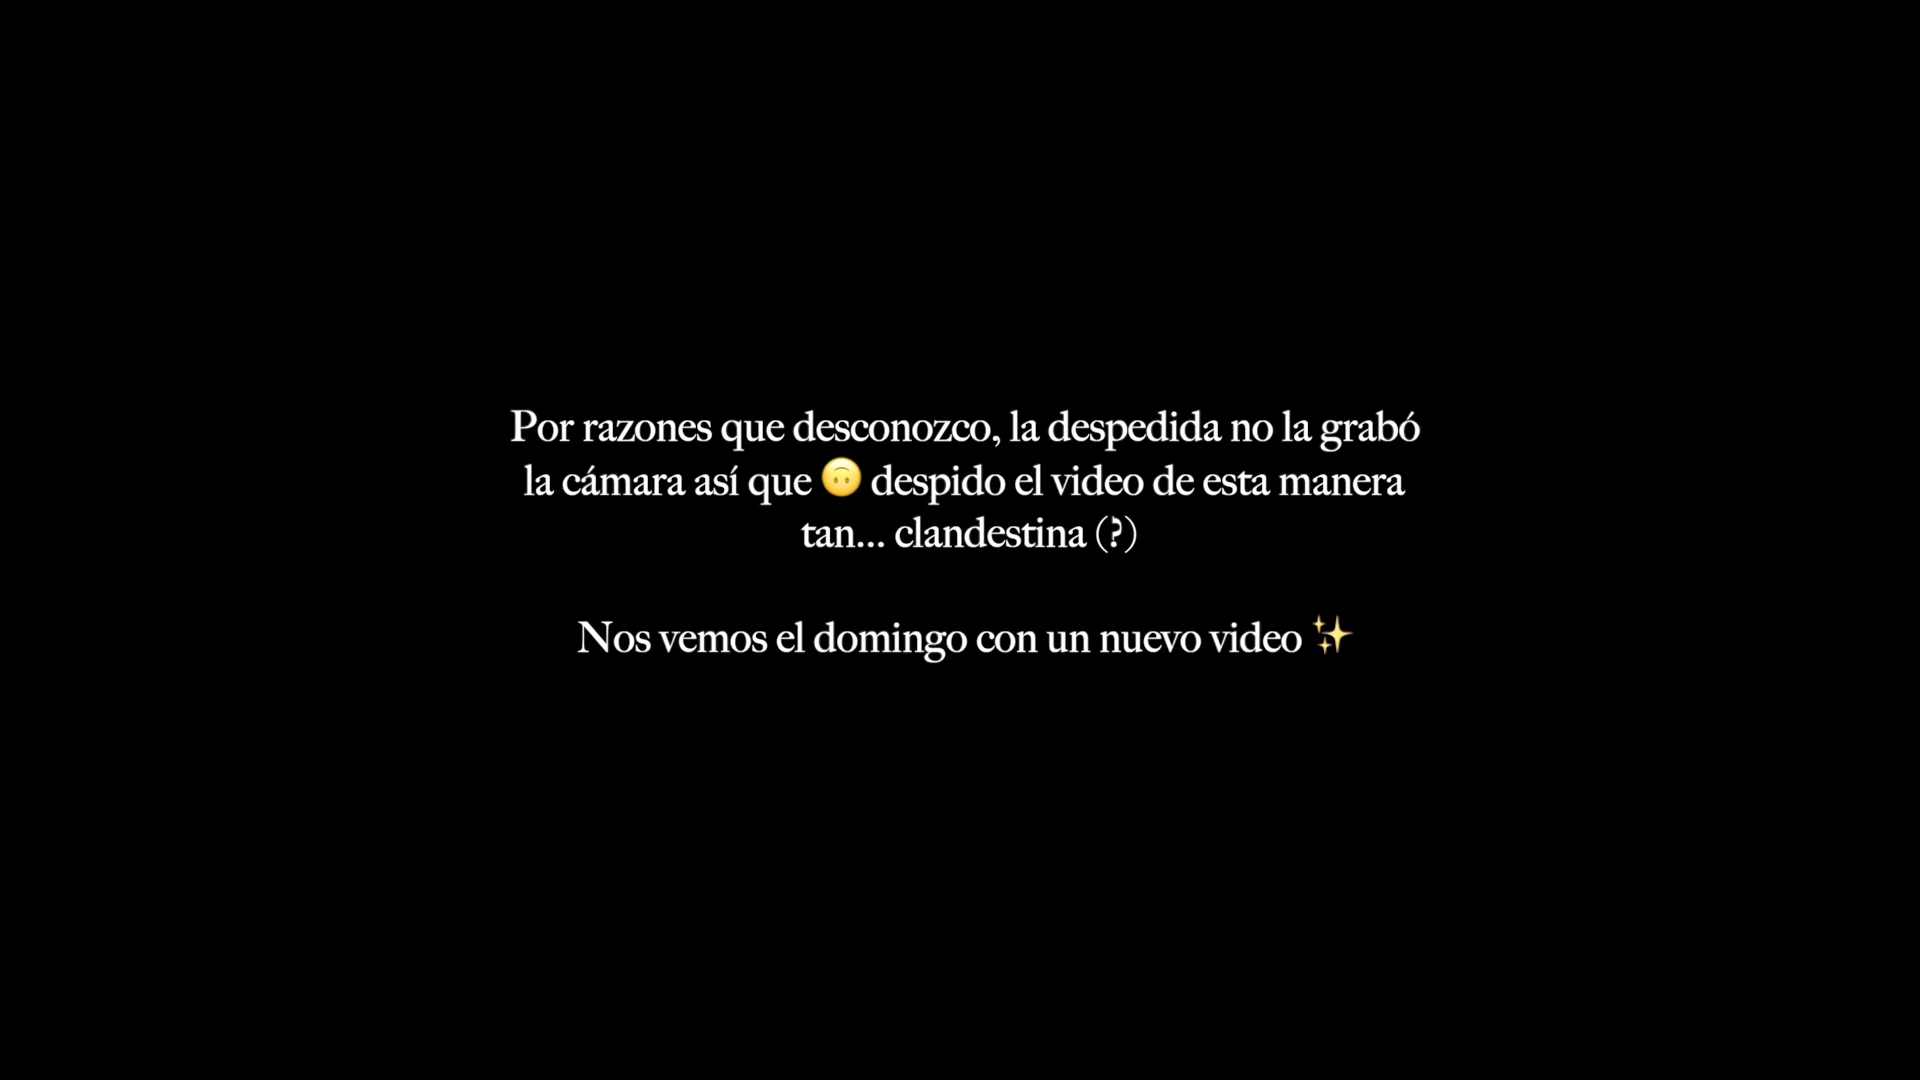 Por razones que desconozco, la despedida no la grabó
la cámara así que 🙃 despido el video de esta manera
tan... clandestina (?)
Nos vemos el domingo con un nuevo video ✨